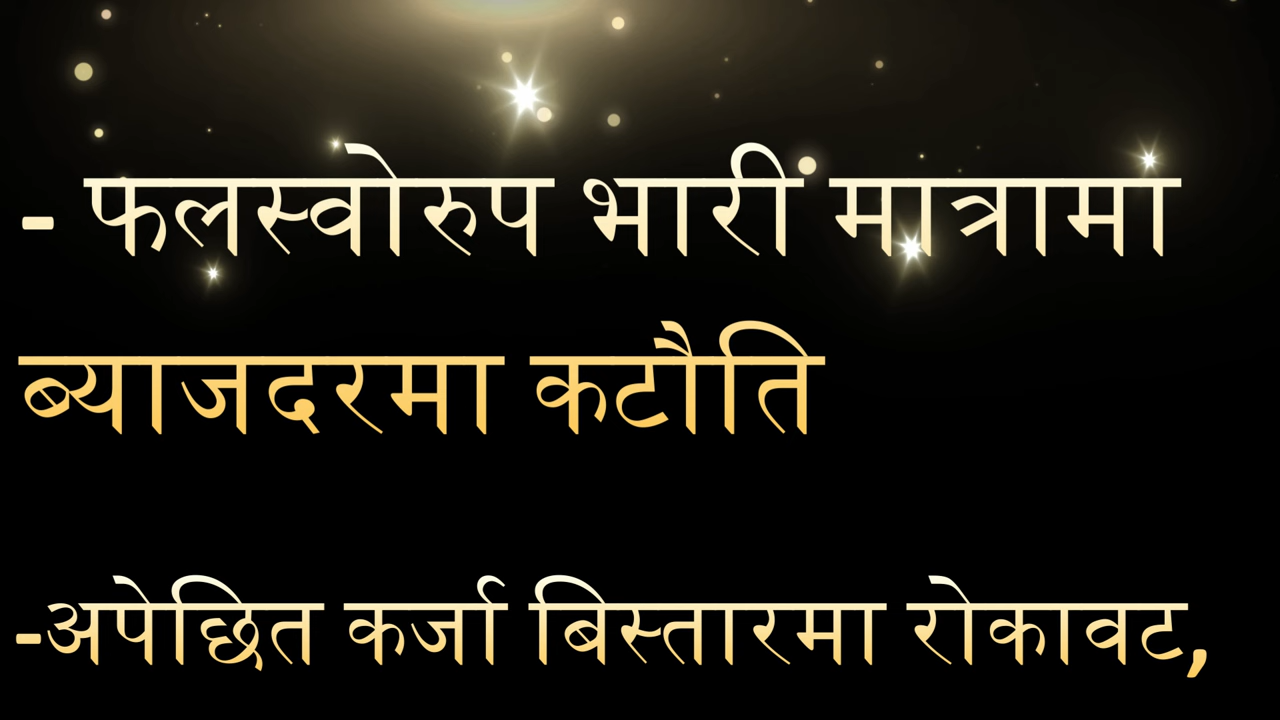 - फलस्वोरुप भारी मात्रामा
ब्याजदरमा कटौति
-अपेछित कर्जा बिस्तारमा रोकावट,